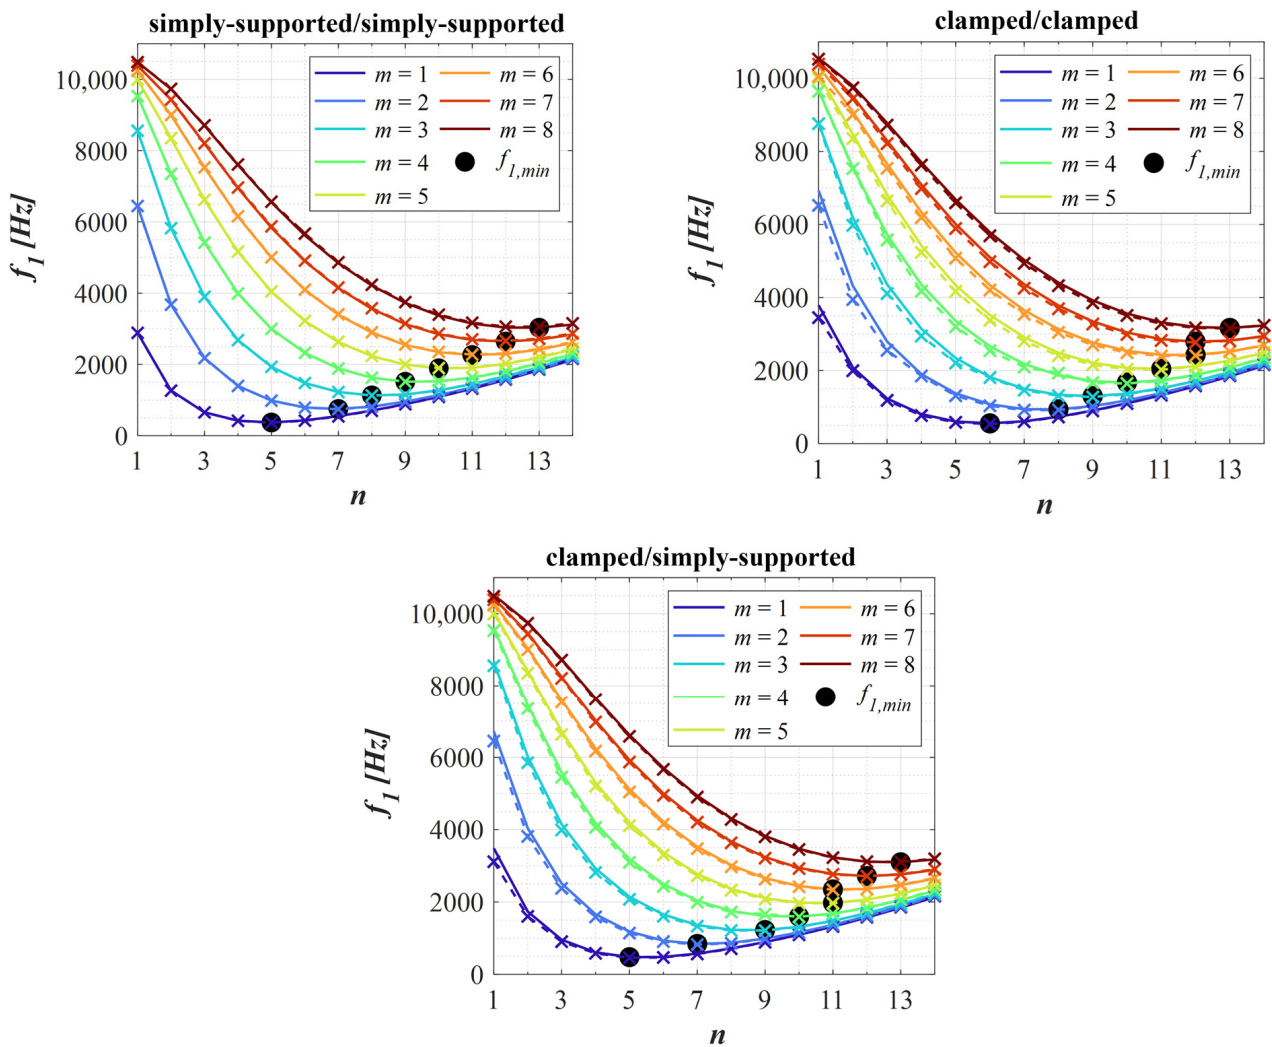 simply-supported/simply-supported
10,000
8000
6000
4000
2000
0
f1 [Hz]
1 3 5 7 9 11 13
n
m = 1 m = 6
m = 2 m = 7
m = 3 m = 8
m = 4 f1,min
m = 5
clamped/clamped
10,000
8000
6000
4000
2000
0
f1 [Hz]
1 3 5 7 9 11 13
n
m = 1 m = 6
m = 2 m = 7
m = 3 m = 8
m = 4 f1,min
m = 5
clamped/simply-supported
10,000
8000
6000
4000
2000
0
f1 [Hz]
1 3 5 7 9 11 13
n
m = 1 m = 6
m = 2 m = 7
m = 3 m = 8
m = 4 f1,min
m = 5